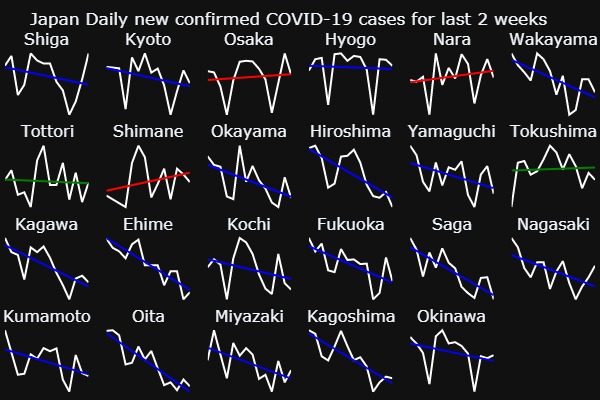 Japan Daily new confirmed COVID-19 cases for last 2 weeks
Shiga Kyoto Osaka Hyogo Nara Wakayama
Tottori Shimane Okayama Hiroshima Yamaguchi Tokushima
Kagawa Ehime Kochi Fukuoka Saga Nagasaki
Kumamoto Oita Miyazaki Kagoshima Okinawa